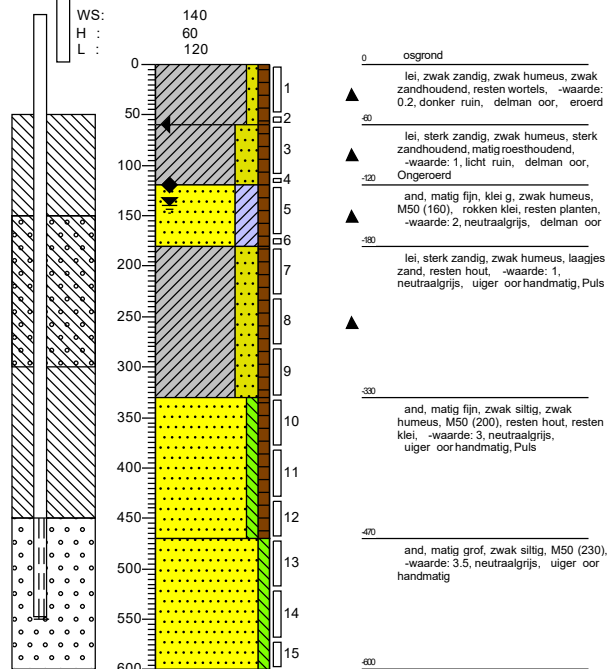 WS: 140
H : 60
L : 120
0
50
100
150
200
250
300
350
400
450
500
550
600
1
2
3
4
5
6
7
8
9
10
11
12
13
14
15
0 osgrond
lei, zwak zandig, zwak humeus, zwak
zandhoudend, resten wortels, -waarde:
0.2, donker ruin, delman oor, eroerd
-60
lei, sterk zandig, zwak humeus, sterk
zandhoudend, matig roesthoudend,
-waarde: 1, licht ruin, delman oor,
Ongeroerd
-120
and, matig fijn, klei g, zwak humeus,
M50 (160), rokken klei, resten planten,
-waarde: 2, neutraalgrijs, delman oor
-180
lei, sterk zandig, zwak humeus, laagjes
zand, resten hout, -waarde: 1,
neutraalgrijs, uiger oor handmatig, Puls
-330
and, matig fijn, zwak siltig, zwak
humeus, M50 (200), resten hout, resten
klei, -waarde: 3, neutraalgrijs,
uiger oor handmatig, Puls
-470
and, matig grof, zwak siltig, M50 (230),
-waarde: 3.5, neutraalgrijs, uiger oor
handmatig
-600